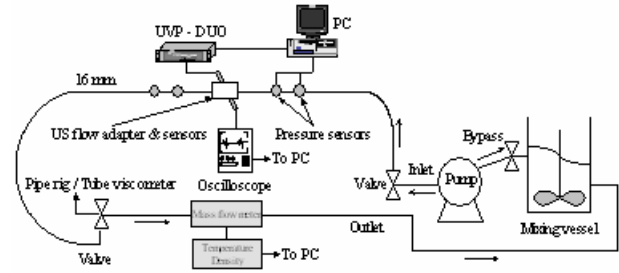 PC
UVP - DUO
16 mm
US flow adapter & sensors
Pressure sensors
Bypass
To PC
Oscilloscope
Valve
Inlet
Pump
Pipe rig / Tube viscometer
Mass flow meter
Outlet
Mixing vessel
Valve
Temperature
Density
To PC